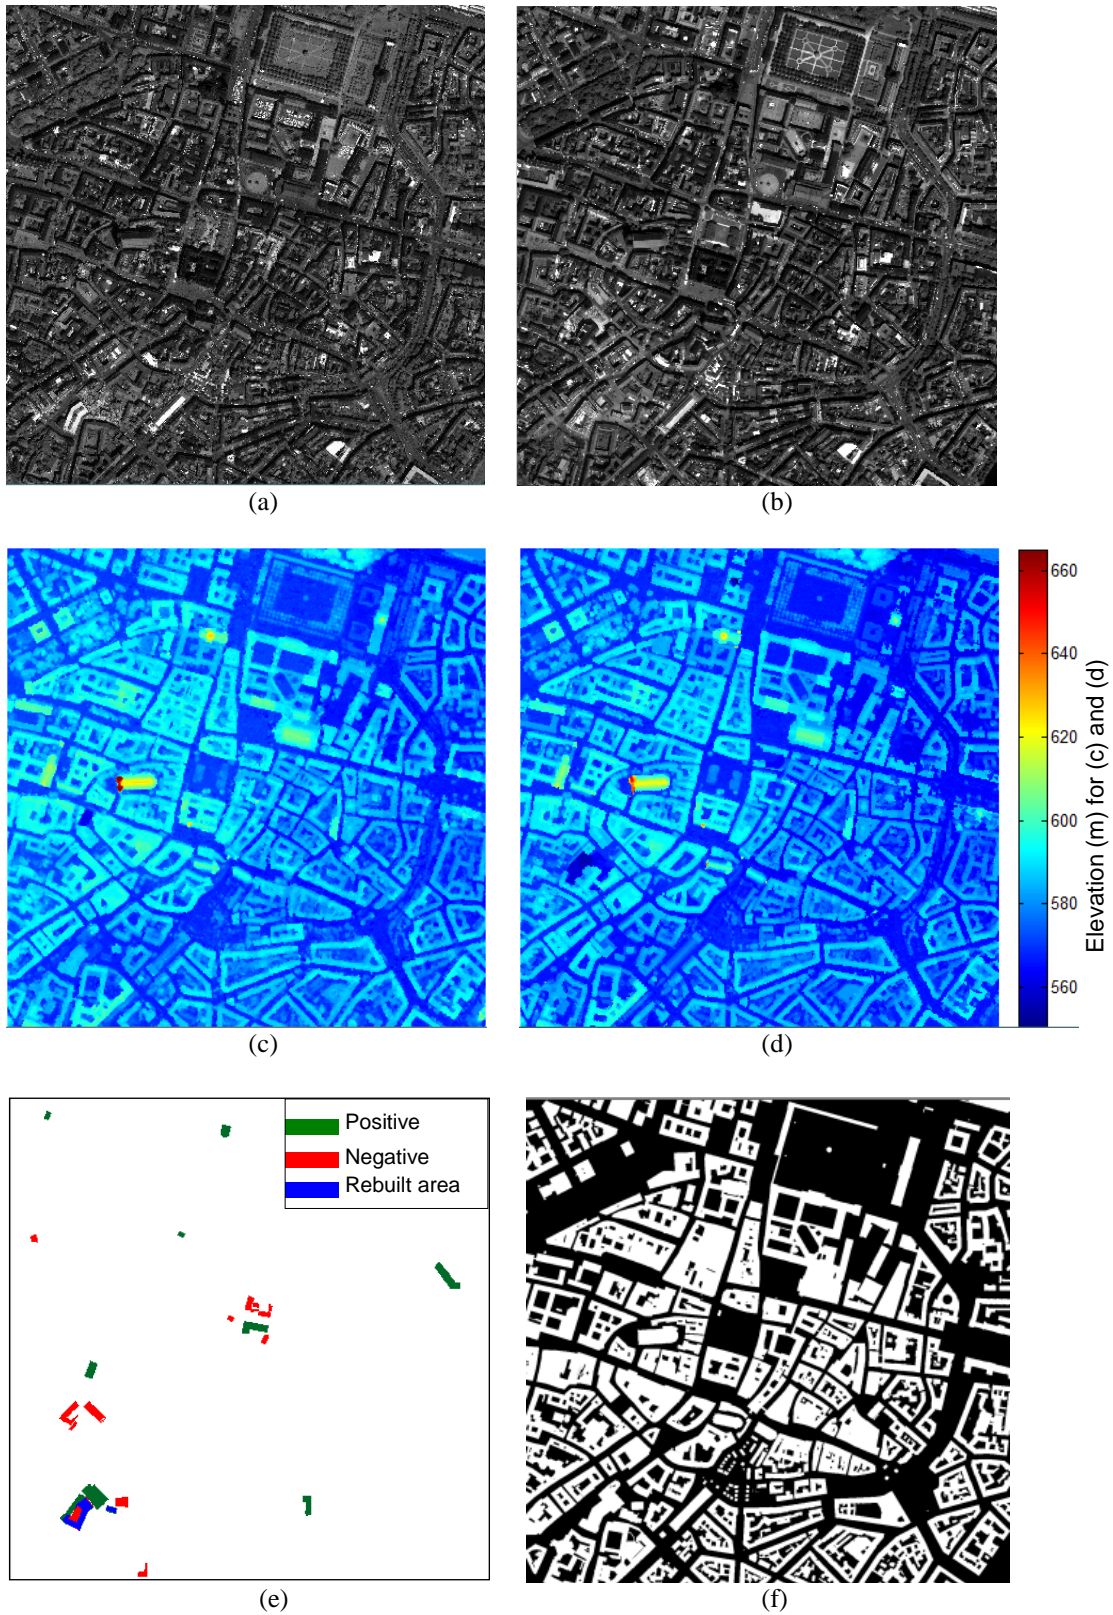 (a)
(b)
660
640
620
600
580
560
Elevation (m) for (c) and (d)
(c)
(d)
Positive
Negative
Rebuilt area
(e)
(f)